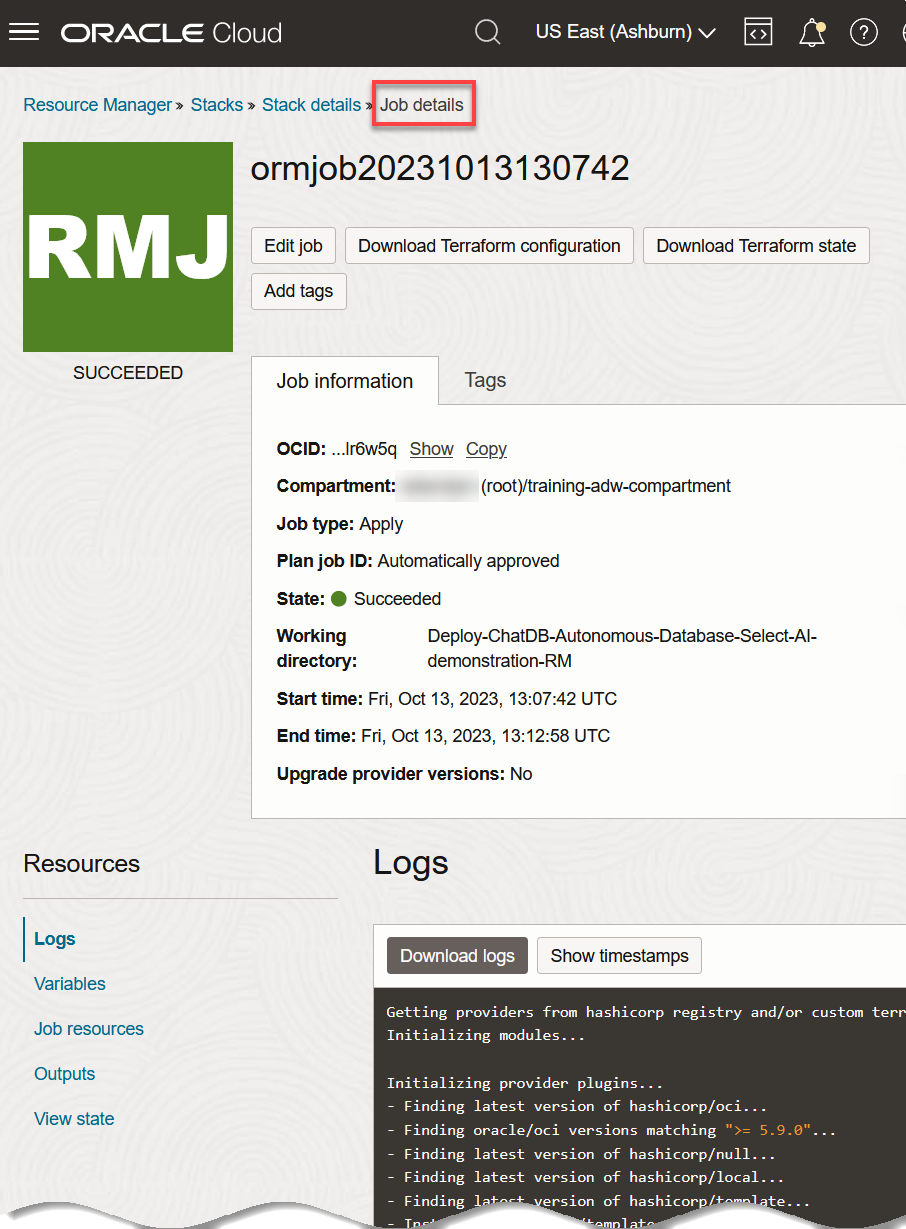 ORACLE Cloud
US East (Ashburn)
Resource Manager » Stacks » Stack details » Job details
RMJ
SUCCEEDED
ormjob20231013130742
Edit job
Download Terraform configuration
Download Terraform state
Add tags
Job information
Tags
OCID: ...lr6w5q Show Copy
Compartment: (root)/training-adw-compartment
Job type: Apply
Plan job ID: Automatically approved
State: Succeeded
Working directory: Deploy-ChatDB-Autonomous-Database-Select-AI-
demonstration-RM
Start time: Fri, Oct 13, 2023, 13:07:42 UTC
End time: Fri, Oct 13, 2023, 13:12:58 UTC
Upgrade provider versions: No
Resources
Logs
Variables
Job resources
Outputs
View state
Logs
Download logs
Show timestamps
Getting providers from hashicorp registry and/or custom terr
Initializing modules...
Initializing provider plugins...
- Finding latest version of hashicorp/oci...
- Finding oracle/oci versions matching ">= 5.9.0"...
- Finding latest version of hashicorp/null...
- Finding latest version of hashicorp/local...
- Finding latest version of hashicorp/template...